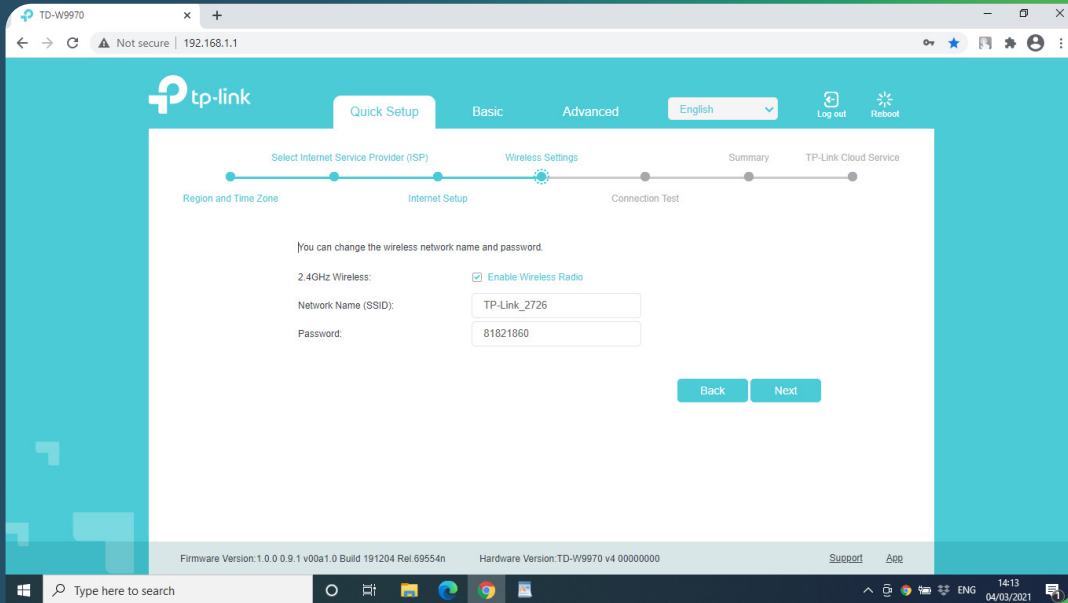 TD-W9970
Not secure 192.168.1.1
tp-link
Quick Setup Basic Advanced English Log out Reboot
Select Internet Service Provider (ISP) Wireless Settings Summary TP-Link Cloud Service
Region and Time Zone Internet Setup Connection Test
You can change the wireless network name and password.
2.4GHz Wireless: Enable Wireless Radio
Network Name (SSID): TP-Link_2726
Password: 81821860
Back Next
Firmware Version:1.0.0 0.9.1 v00a1.0 Build 191204 Rel.69554n Hardware Version:TD-W9970 v4 00000000 Support App
Type here to search ENG 14:13
04/03/2021 1